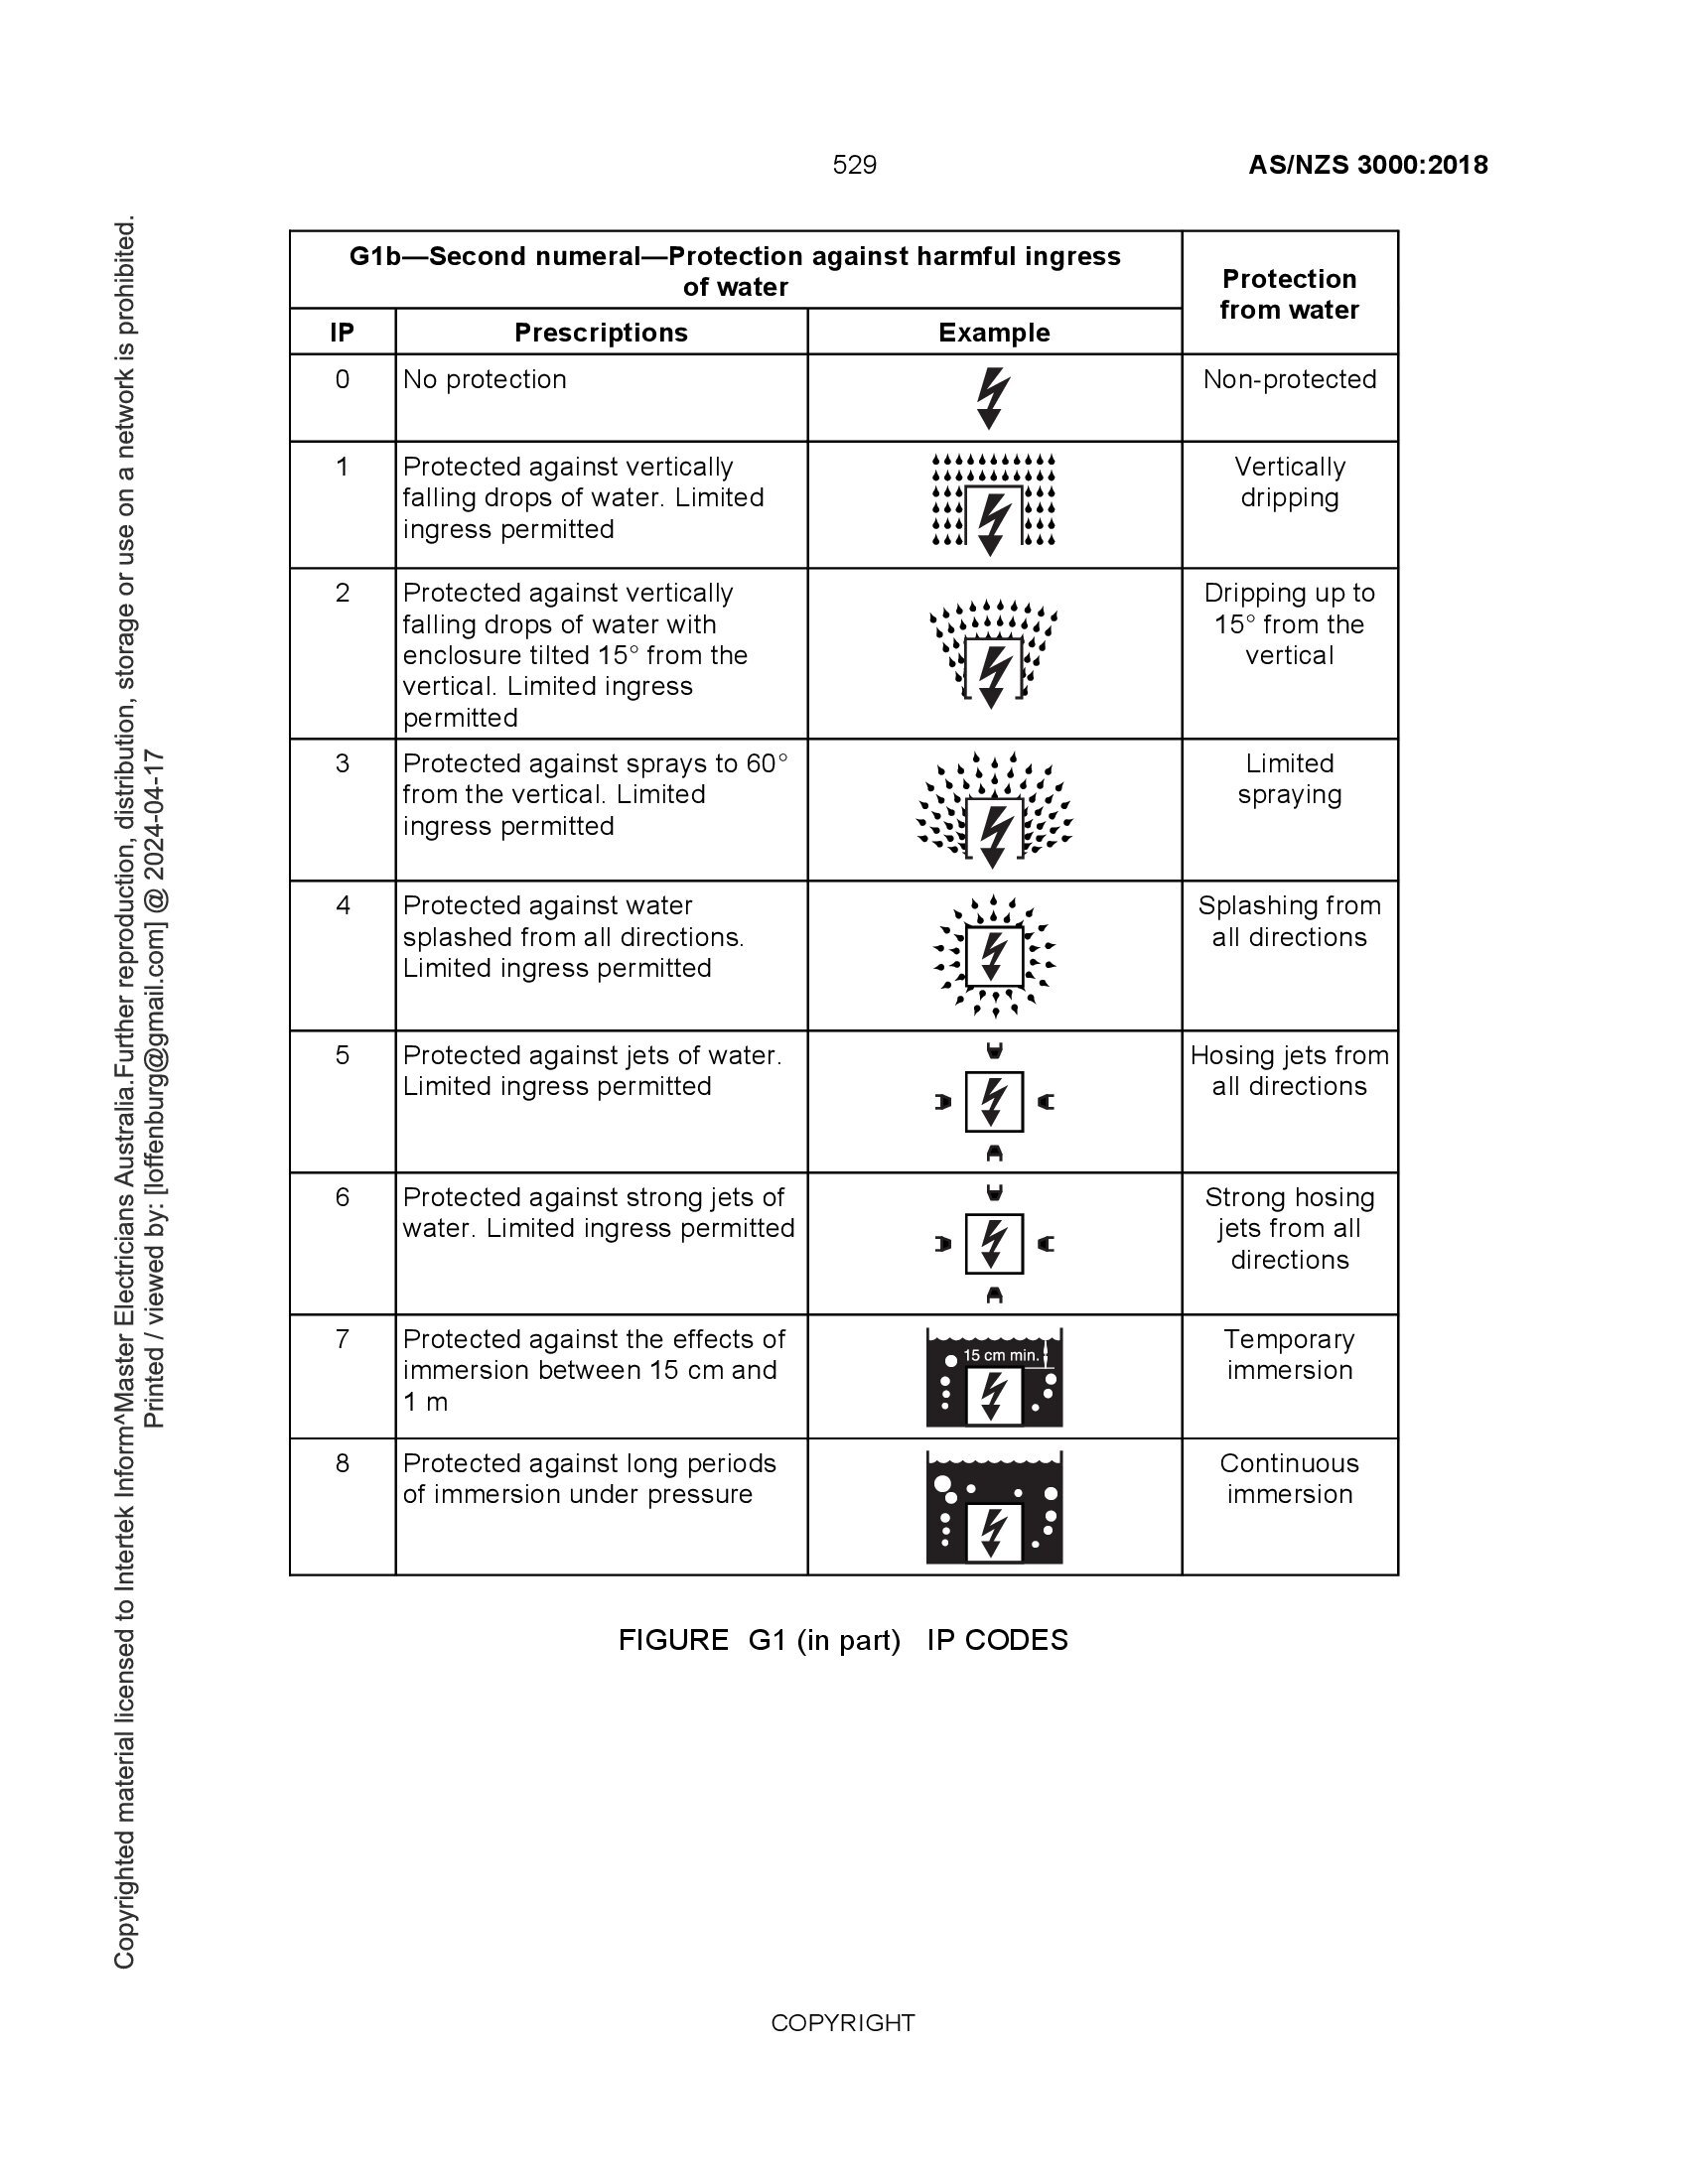 529
AS/NZS 3000:2018
G1b—Second numeral—Protection against harmful ingress
of water
Protection
from water
IP
Prescriptions
Example
0
No protection
Non-protected
1
Protected against vertically
falling drops of water. Limited
ingress permitted
Vertically
dripping
2
Protected against vertically
falling drops of water with
enclosure tilted 15° from the
vertical. Limited ingress
permitted
Dripping up to
15° from the
vertical
3
Protected against sprays to 60°
from the vertical. Limited
ingress permitted
Limited
spraying
4
Protected against water
splashed from all directions.
Limited ingress permitted
Splashing from
all directions
5
Protected against jets of water.
Limited ingress permitted
Hosing jets from
all directions
6
Protected against strong jets of
water. Limited ingress permitted
Strong hosing
jets from all
directions
7
Protected against the effects of
immersion between 15 cm and
1 m
15 cm min.
Temporary
immersion
8
Protected against long periods
of immersion under pressure
Continuous
immersion
FIGURE G1 (in part) IP CODES
COPYRIGHT
Copyrighted material licensed to Intertek Inform^Master Electricians Australia.Further reproduction, distribution, storage or use on a network is prohibited.
Printed / viewed by: [loffenburg@gmail.com] @ 2024-04-17